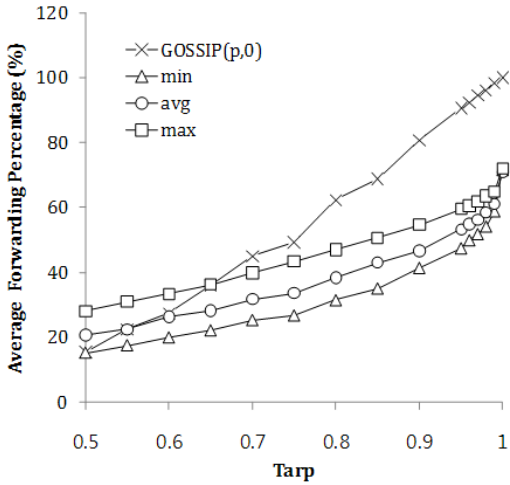 Average Forwarding Percentage (%)
120
100
80
60
40
20
0
GOSSIP(p,0)
min
avg
max
0.5 0.6 0.7 0.8 0.9 1
Tarp